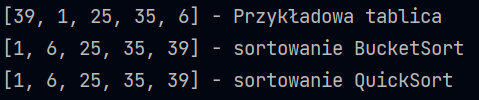 [39, 1, 25, 35, 6] - Przykładowa tablica
[1, 6, 25, 35, 39] - sortowanie BucketSort
[1, 6, 25, 35, 39] - sortowanie QuickSort